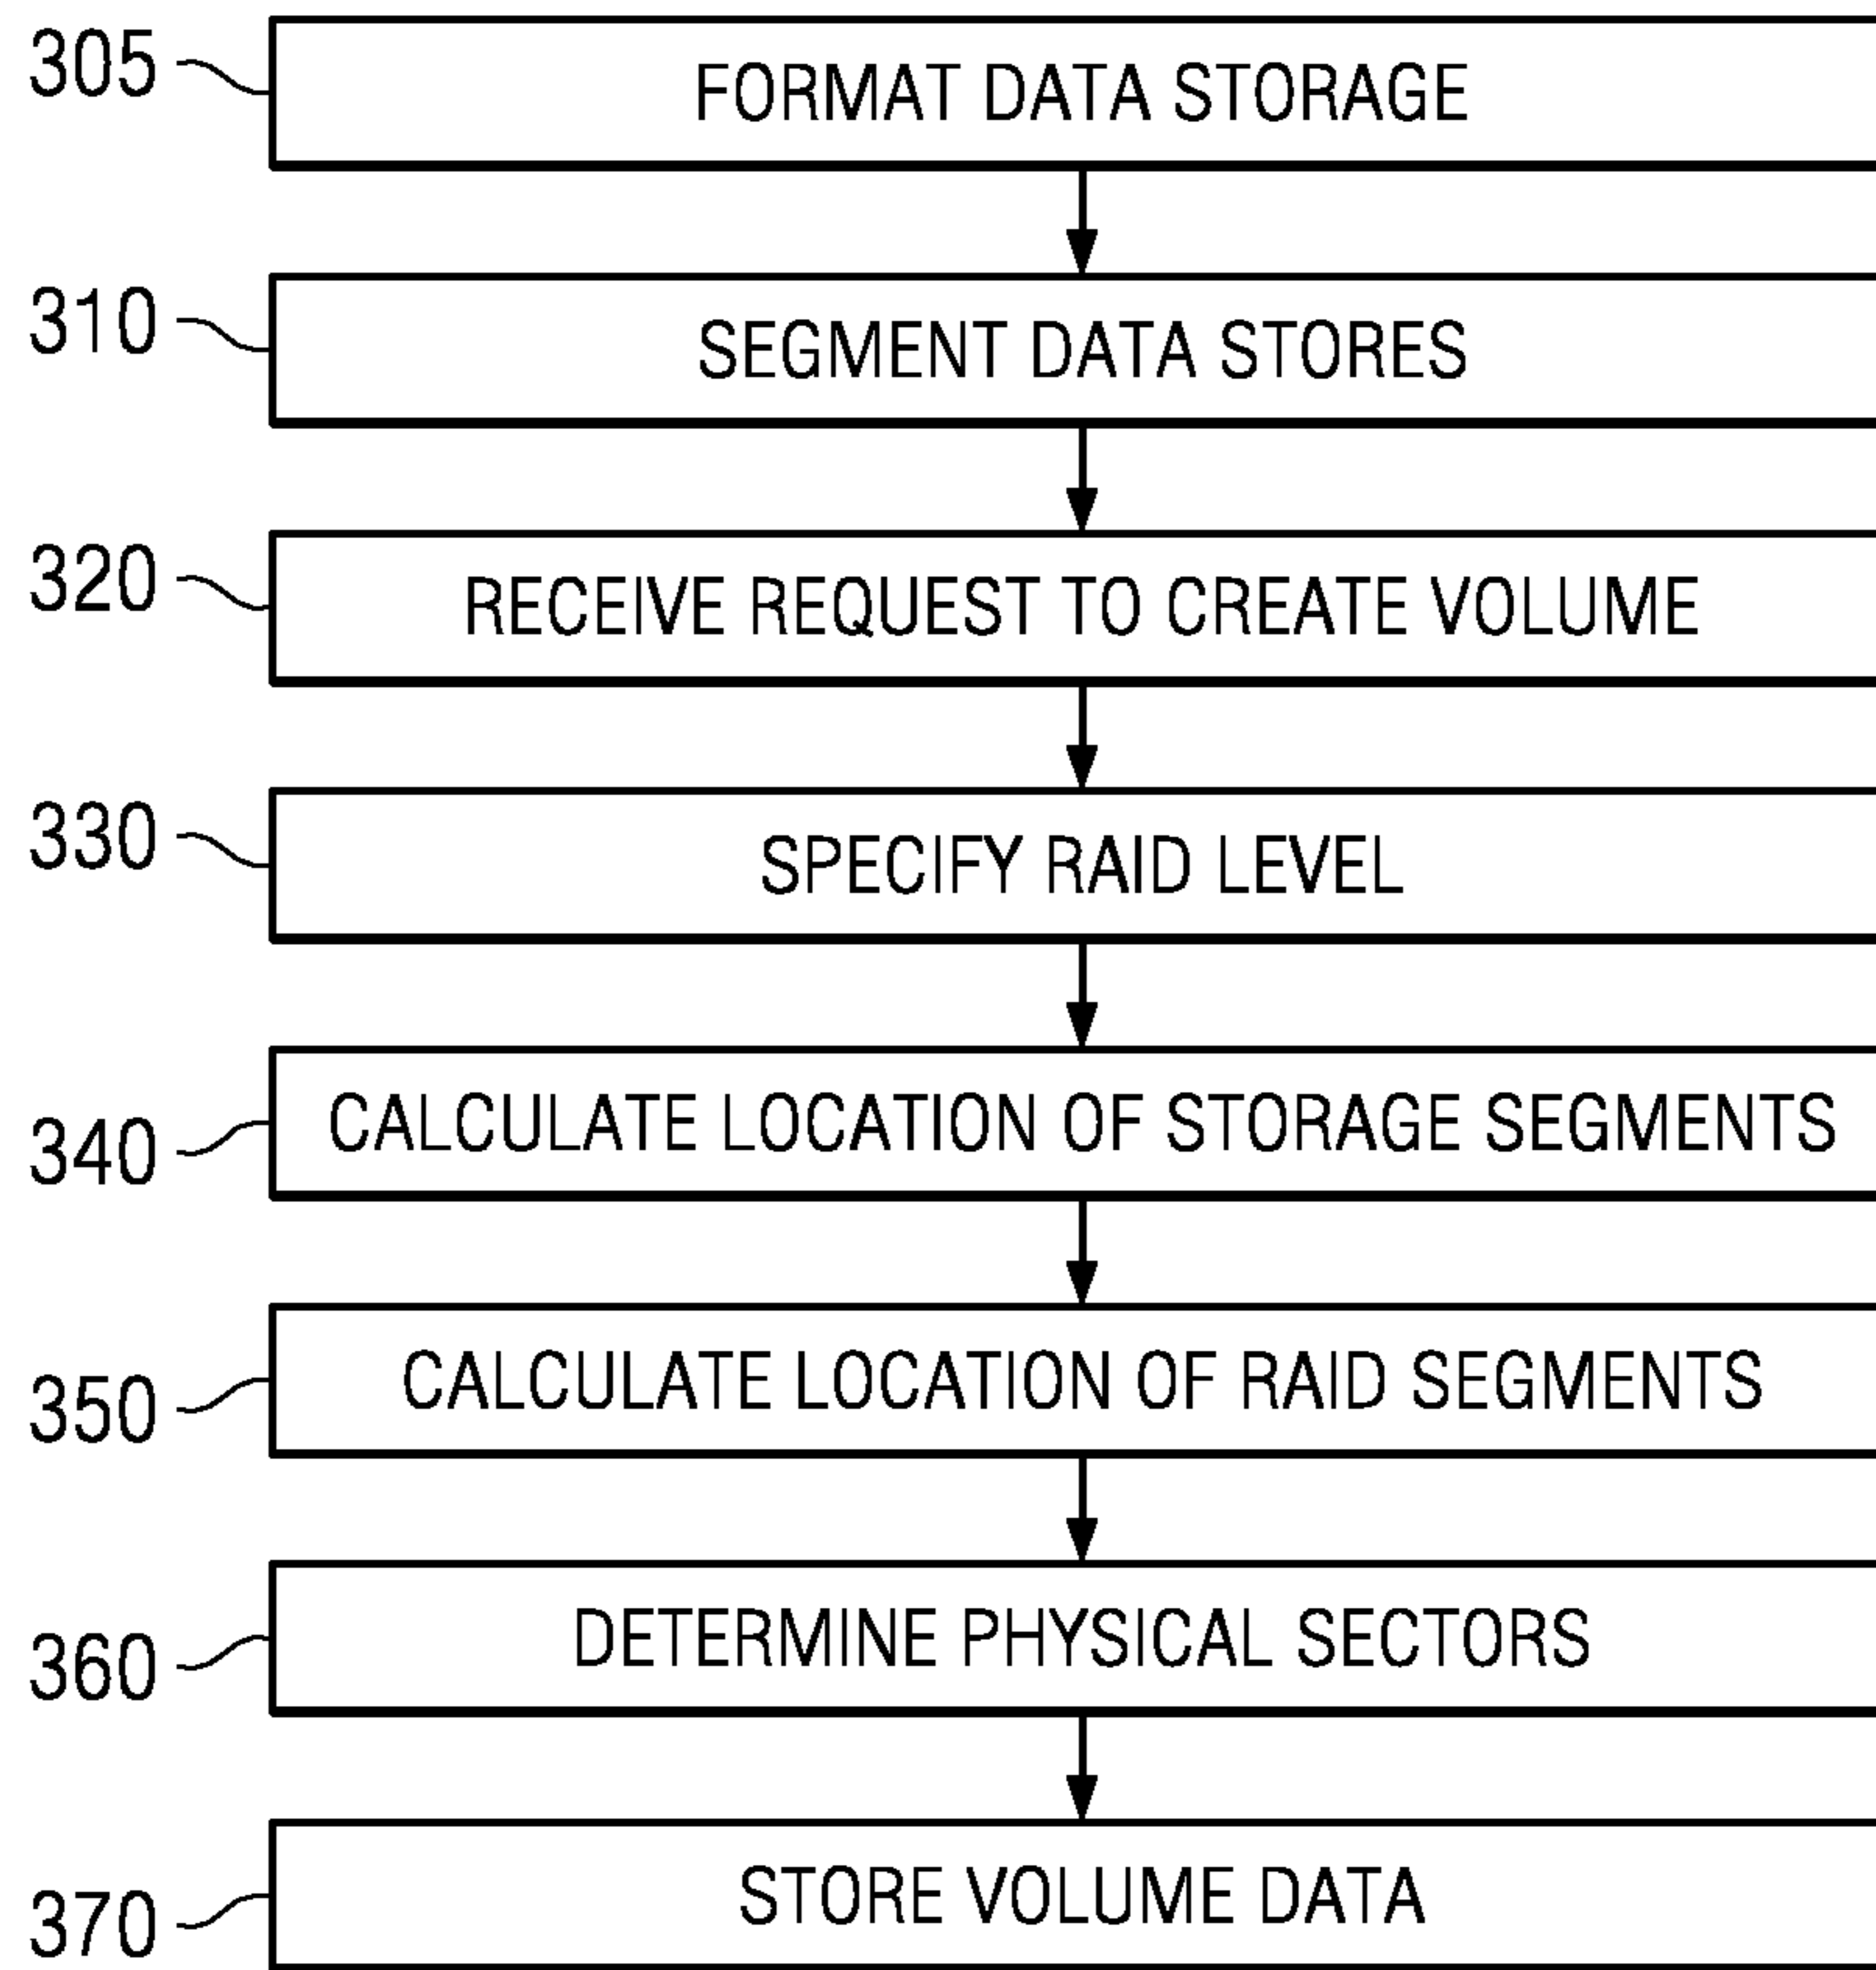 305 FORMAT DATA STORAGE
310 SEGMENT DATA STORES
320 RECEIVE REQUEST TO CREATE VOLUME
330 SPECIFY RAID LEVEL
340 CALCULATE LOCATION OF STORAGE SEGMENTS
350 CALCULATE LOCATION OF RAID SEGMENTS
360 DETERMINE PHYSICAL SECTORS
370 STORE VOLUME DATA